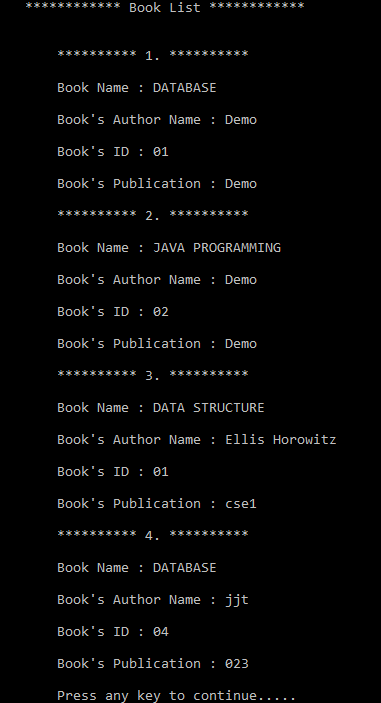 ************ Book List ************
********** 1. **********
Book Name : DATABASE
Book's Author Name : Demo
Book's ID : 01
Book's Publication : Demo
********** 2. **********
Book Name : JAVA PROGRAMMING
Book's Author Name : Demo
Book's ID : 02
Book's Publication : Demo
********** 3. **********
Book Name : DATA STRUCTURE
Book's Author Name : Ellis Horowitz
Book's ID : 01
Book's Publication : cse1
********** 4. **********
Book Name : DATABASE
Book's Author Name : jjt
Book's ID : 04
Book's Publication : 023
Press any key to continue.....